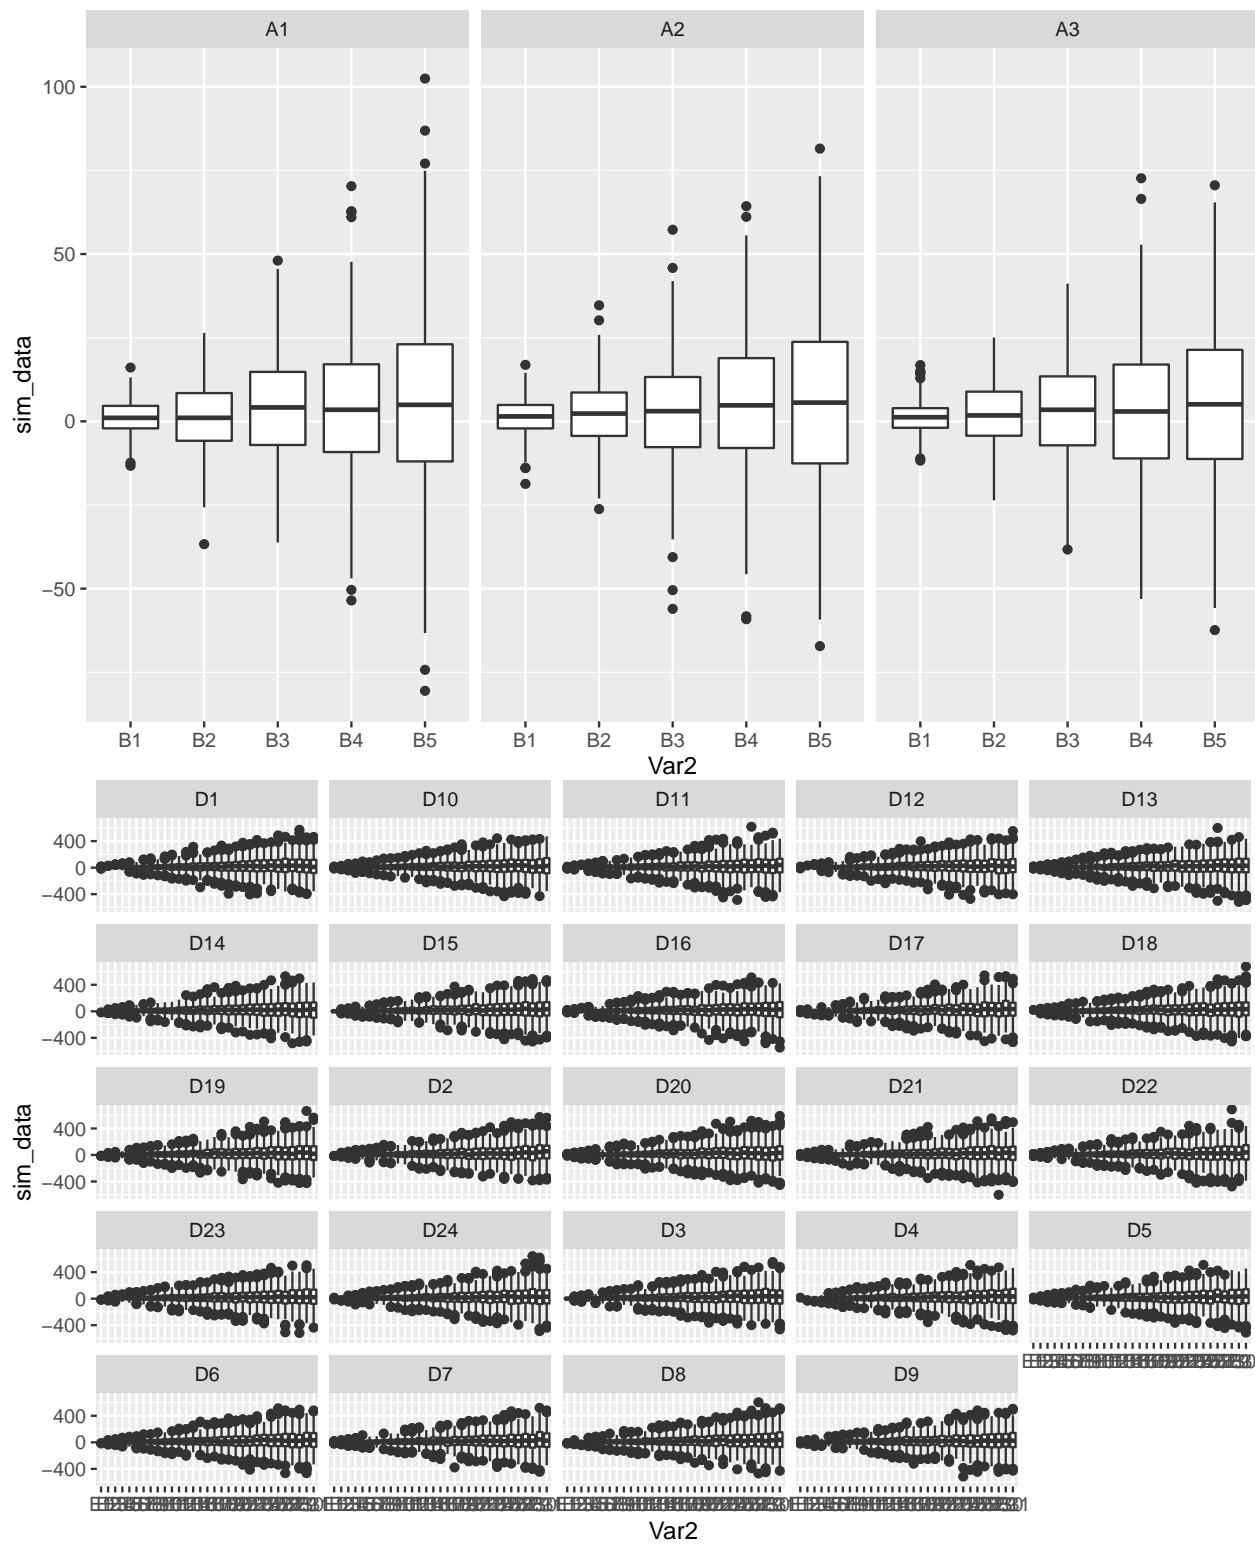 A1 A2 A3
100
50
0
−50
sim_data
B1 B2 B3 B4 B5 B1 B2 B3 B4 B5 B1 B2 B3 B4 B5
Var2
D1 D10 D11 D12 D13
400
0
−400
D14 D15 D16 D17 D18
400
0
−400
D19 D2 D20 D21 D22
400
0
−400
sim_data
D23 D24 D3 D4 D5
400
0
−400
D6 D7 D8 D9
400
0
−400
Var2